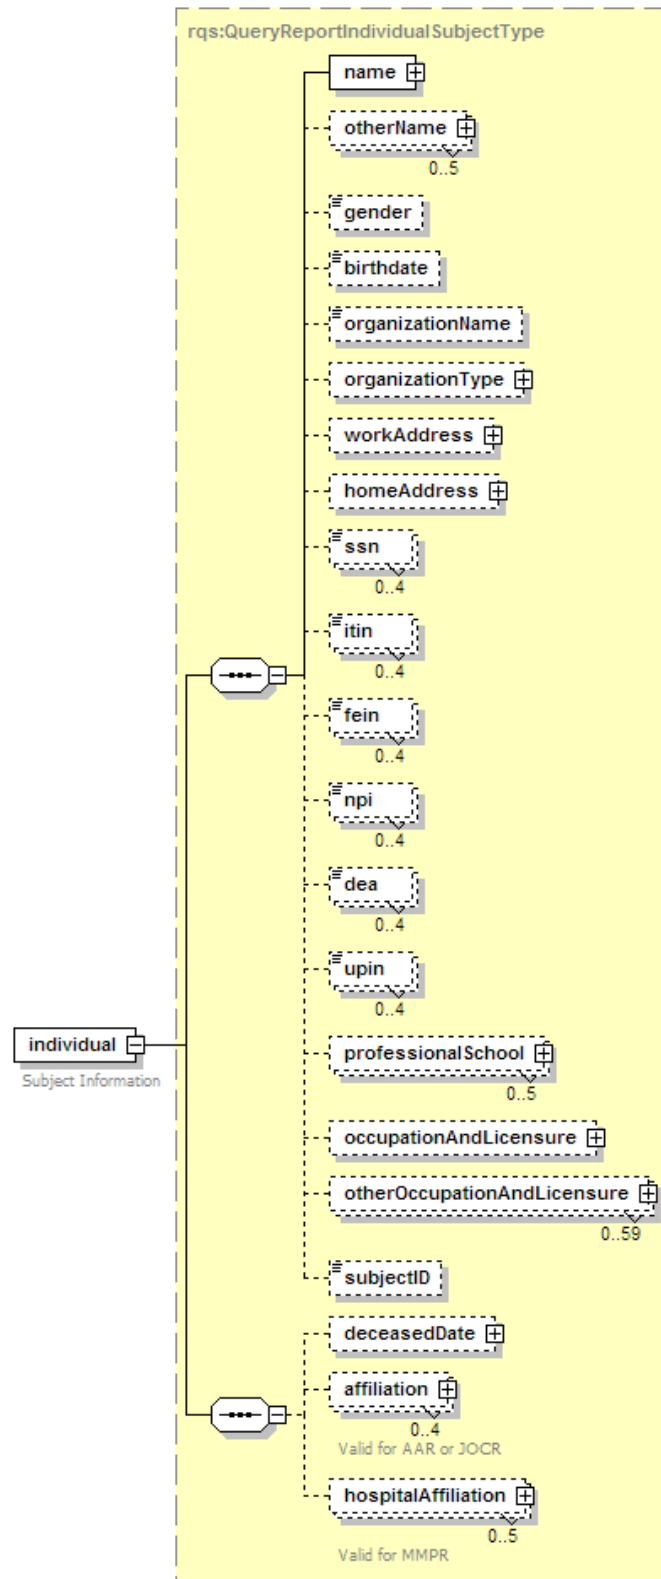 rqs:QueryReportIndividualSubjectType
name
otherName
0..5
gender
birthdate
organizationName
organizationType
workAddress
homeAddress
ssn
0..4
itin
0..4
fein
0..4
npi
0..4
dea
0..4
upin
0..4
individual
Subject Information
professionalSchool
0..5
occupationAndLicensure
otherOccupationAndLicensure
0..59
subjectID
deceasedDate
affiliation
0..4
Valid for AAR or JOCR
hospitalAffiliation
0..5
Valid for MMPR